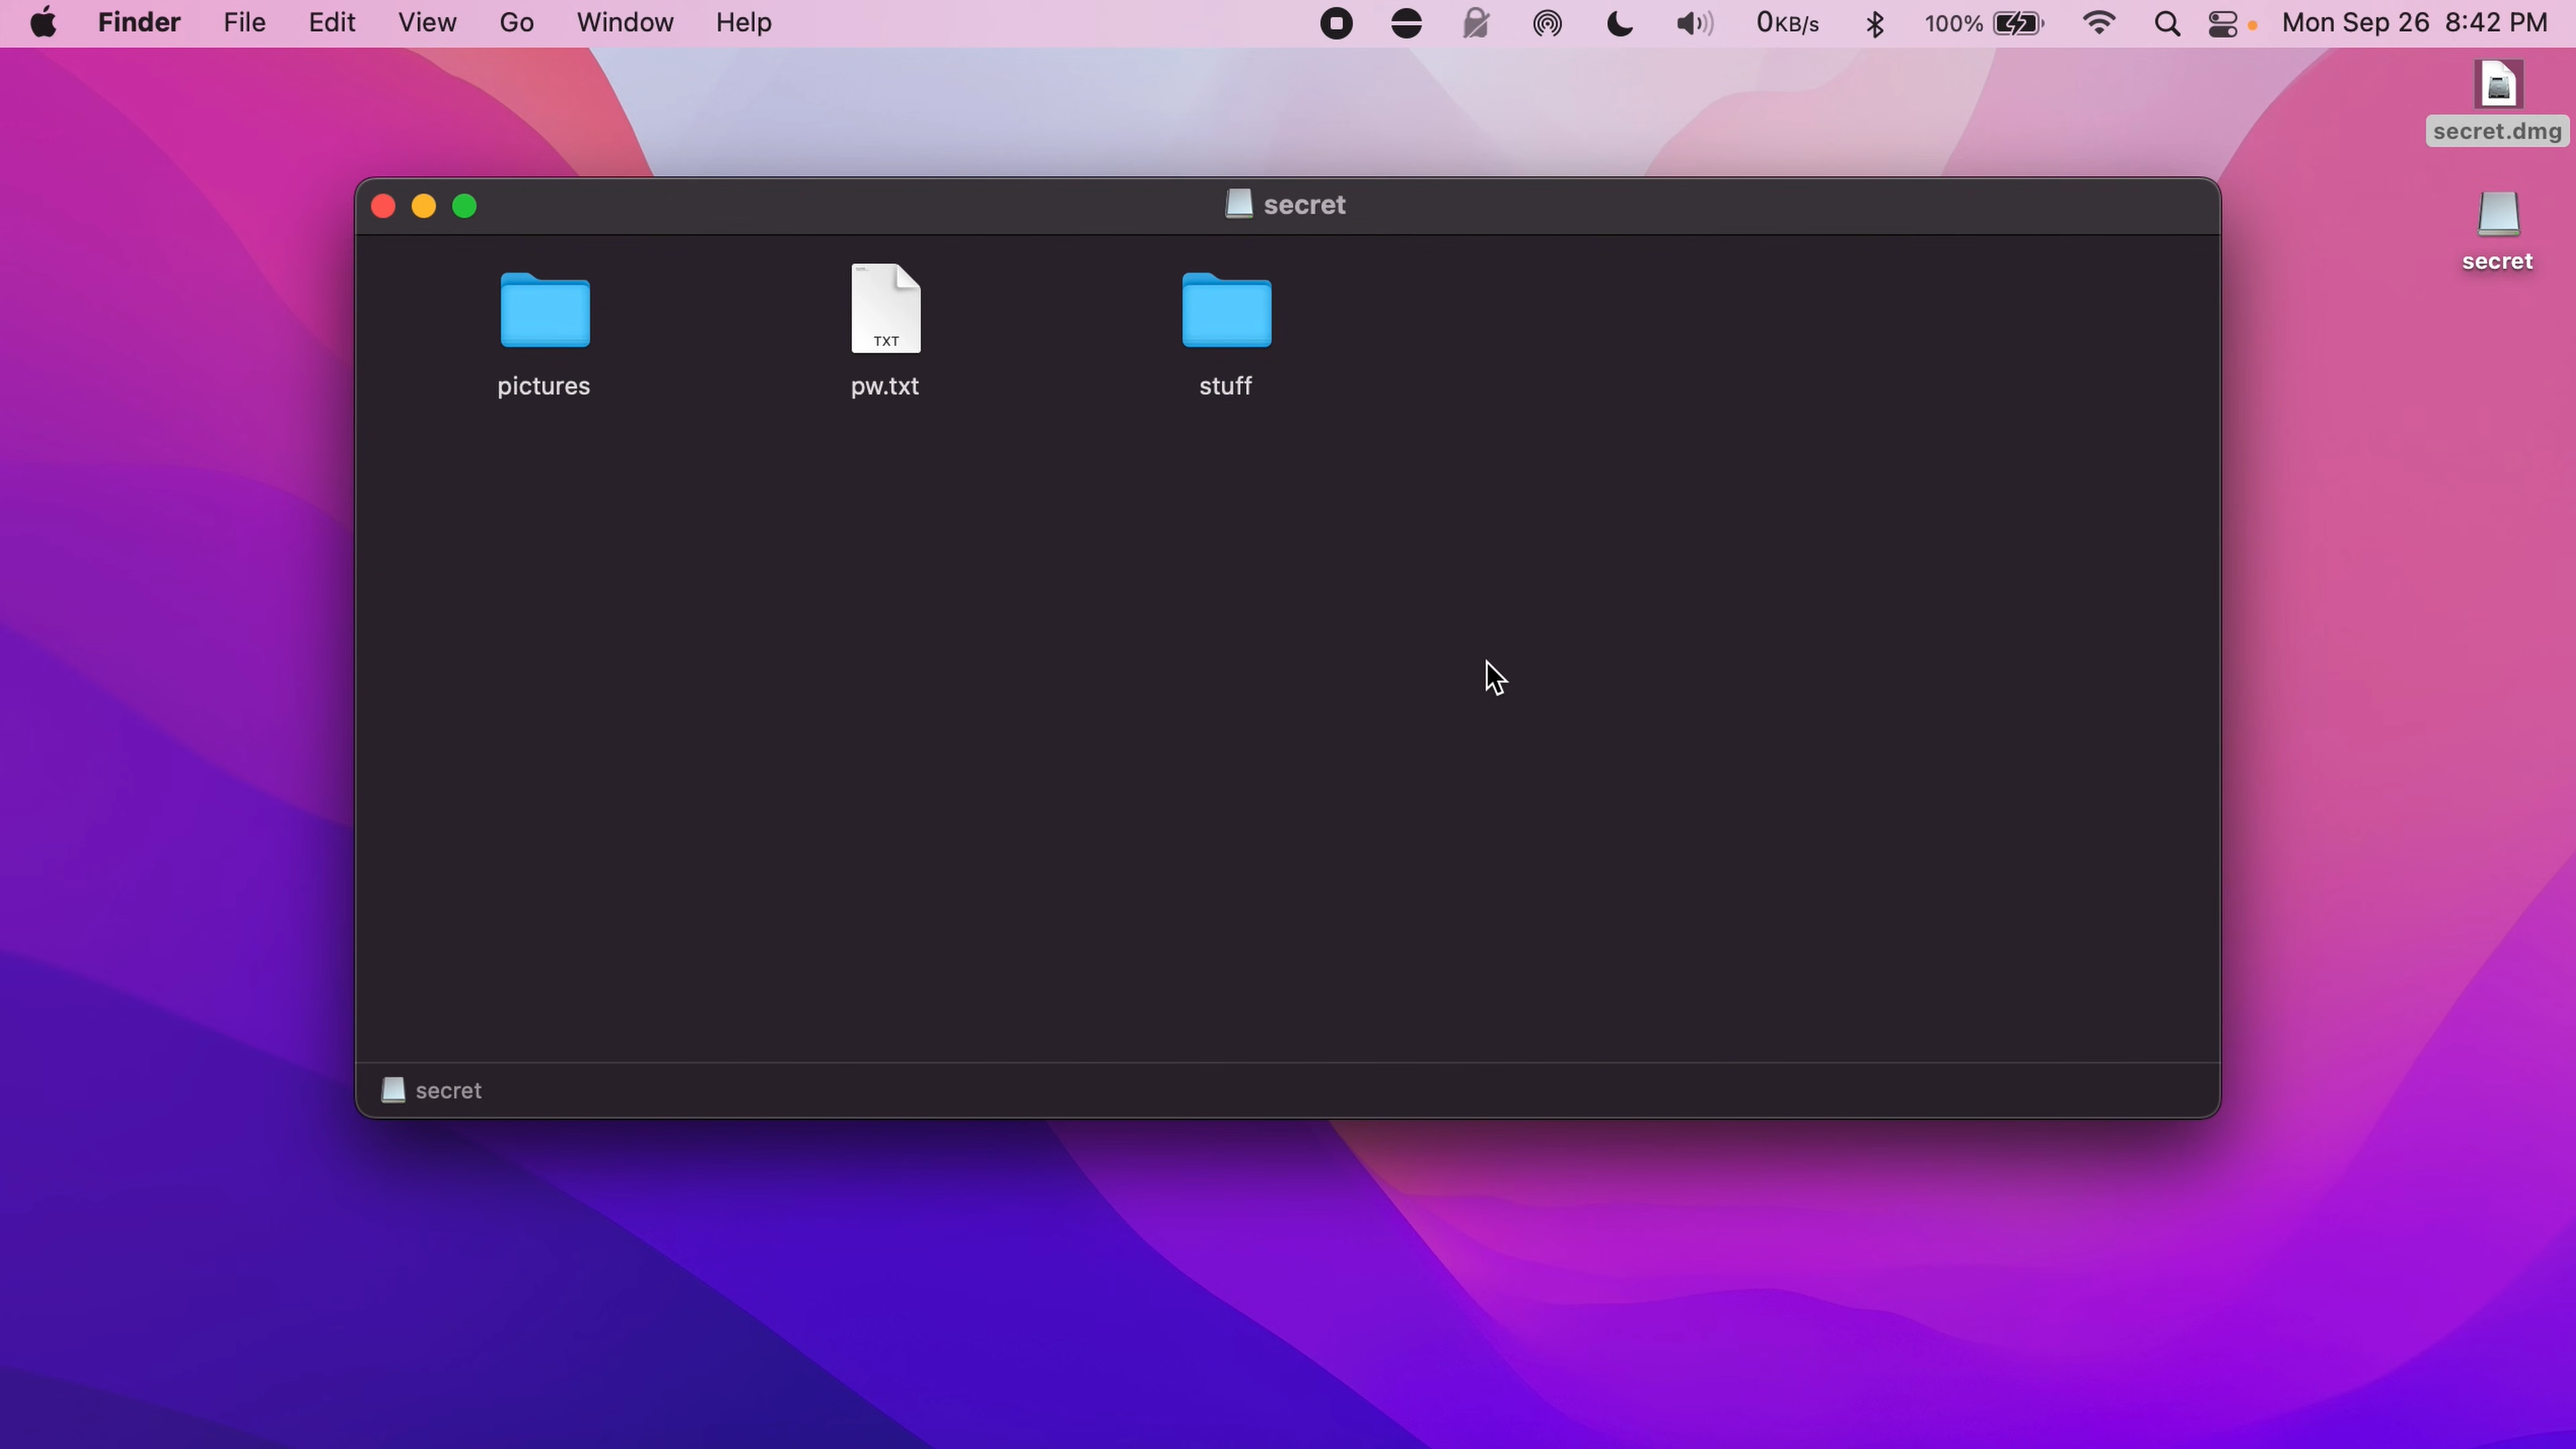 Finder File Edit View Go Window Help 0KB/s 100% Mon Sep 26 8:42 PM
secret.dmg
secret
secret
TXT
pictures pw.txt stuff
secret